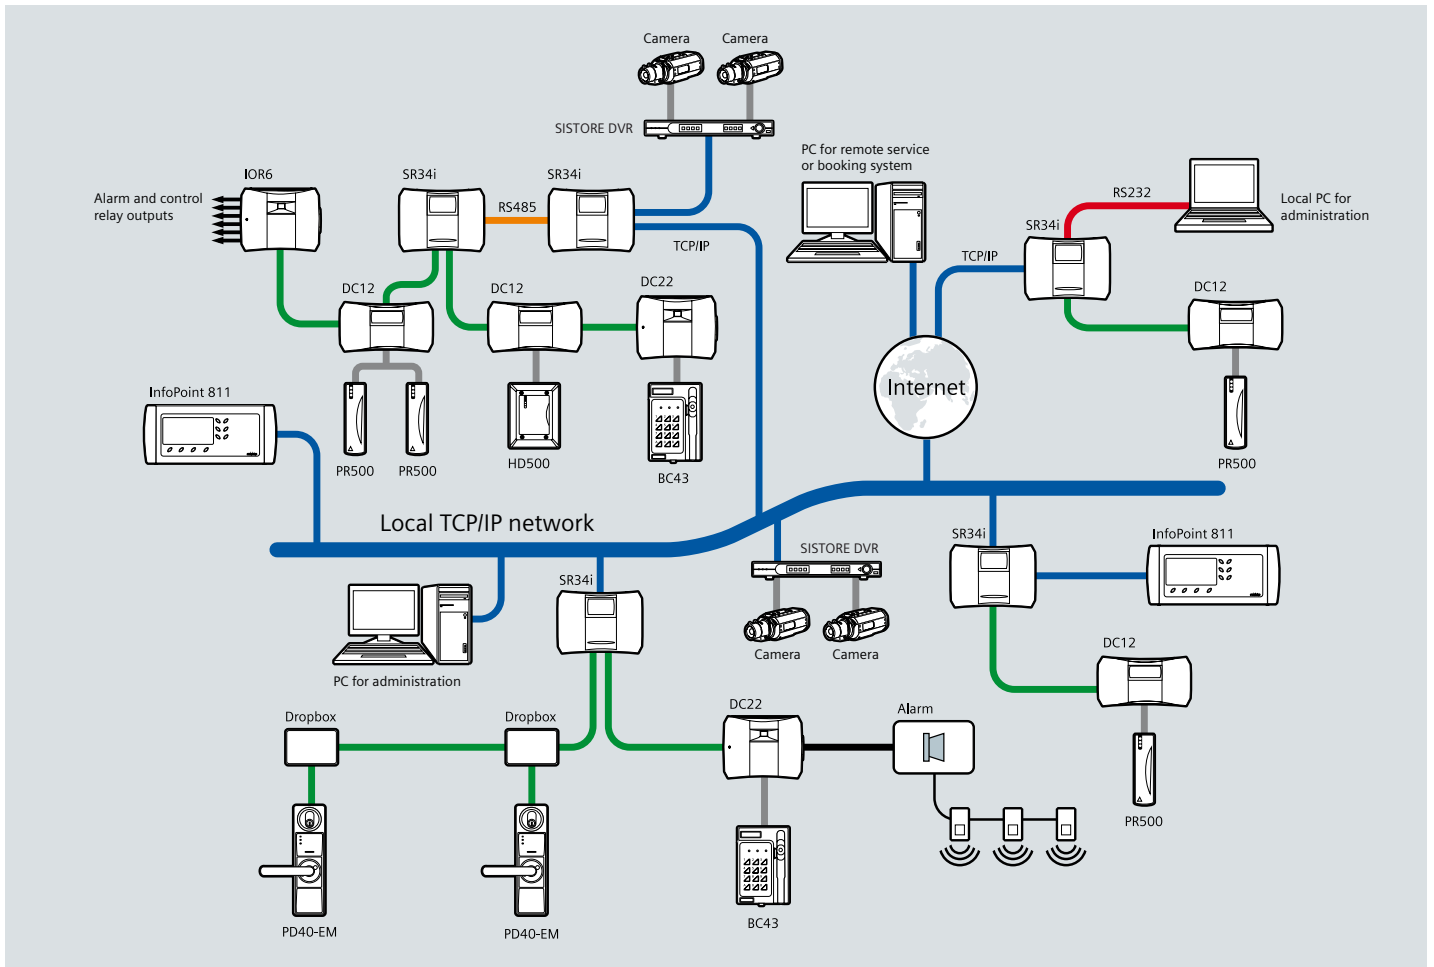 Camera
Camera
SISTORE DVR
PC for remote service
or booking system
IOR6
SR34i
SR34i
Alarm and control
relay outputs
RS485
TCP/IP
RS232
Local PC for
administration
SR34i
TCP/IP
DC12
DC12
DC22
DC12
InfoPoint 811
Internet
PR500
PR500
HD500
BC43
PR500
Local TCP/IP network
SISTORE DVR
SR34i
InfoPoint 811
SR34i
Camera
Camera
DC12
PC for administration
Dropbox
Dropbox
DC22
Alarm
PR500
PD40-EM
PD40-EM
BC43